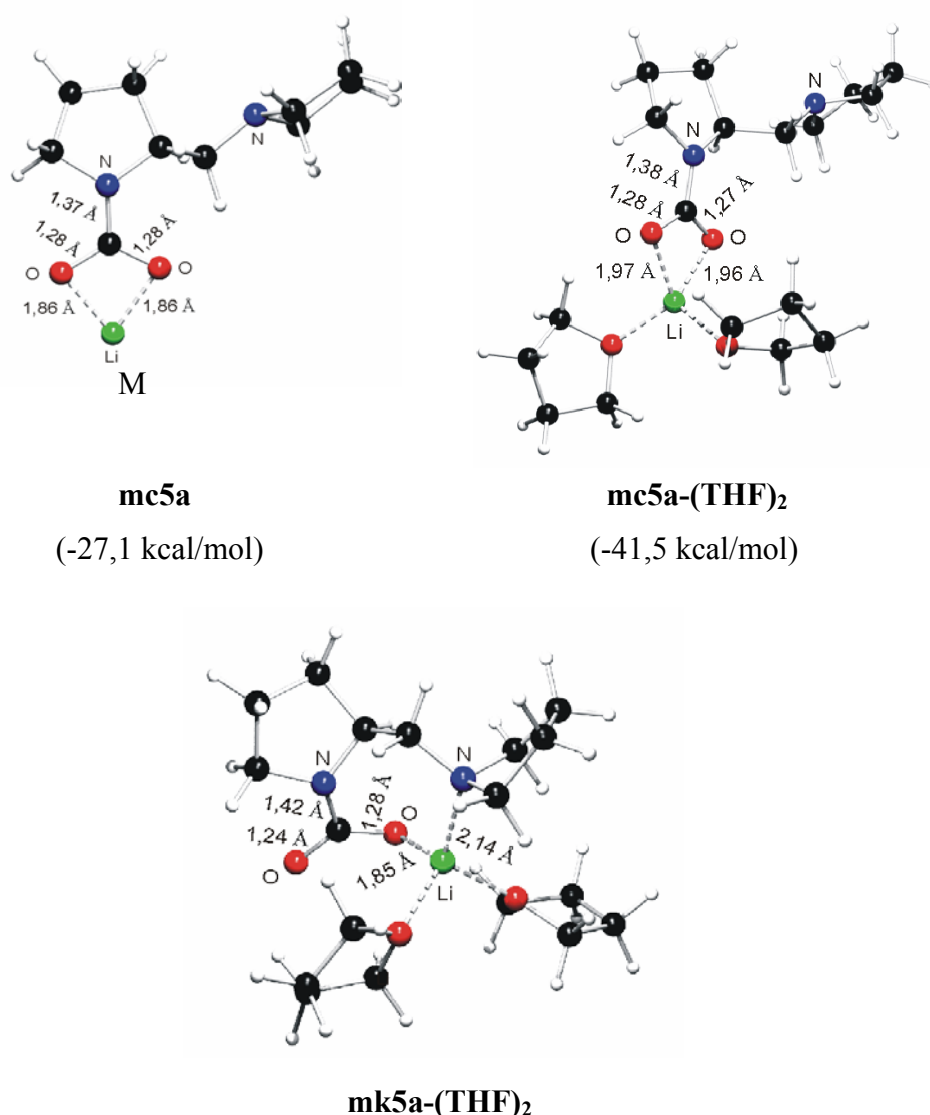 N
N
N
N
1,37 Å
1,38 Å
1,28 Å
1,28 Å
1,28 Å
1,27 Å
O
O
O
O
1,86 Å
1,86 Å
1,97 Å
1,96 Å
Li
Li
M
mc5a
mc5a-(THF)₂
(-27,1 kcal/mol)
(-41,5 kcal/mol)
N
N
1,42 Å
1,28 Å
O
1,24 Å
2,14 Å
O
1,85 Å
Li
mk5a-(THF)₂